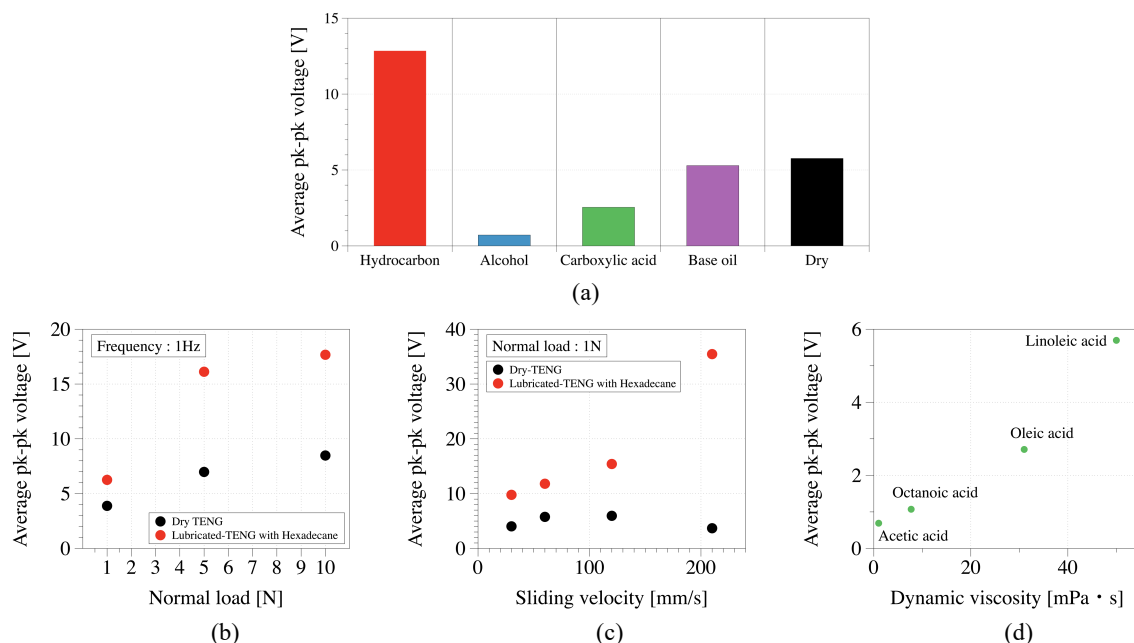 Average pk-pk voltage [V]
15
10
5
0
Hydrocarbon Alcohol Carboxylic acid Base oil Dry
(a)
Average pk-pk voltage [V]
20
15
10
5
0
Frequency : 1Hz
Dry TENG
Lubricated-TENG with Hexadecane
1 2 3 4 5 6 7 8 9 10
Normal load [N]
(b)
Average pk-pk voltage [V]
40
30
20
10
0
Normal load : 1N
Dry-TENG
Lubricated-TENG with Hexadecane
0 100 200
Sliding velocity [mm/s]
(c)
Average pk-pk voltage [V]
6
4
2
0
Linoleic acid
Oleic acid
Octanoic acid
Acetic acid
0 20 40
Dynamic viscosity [mPa・s]
(d)